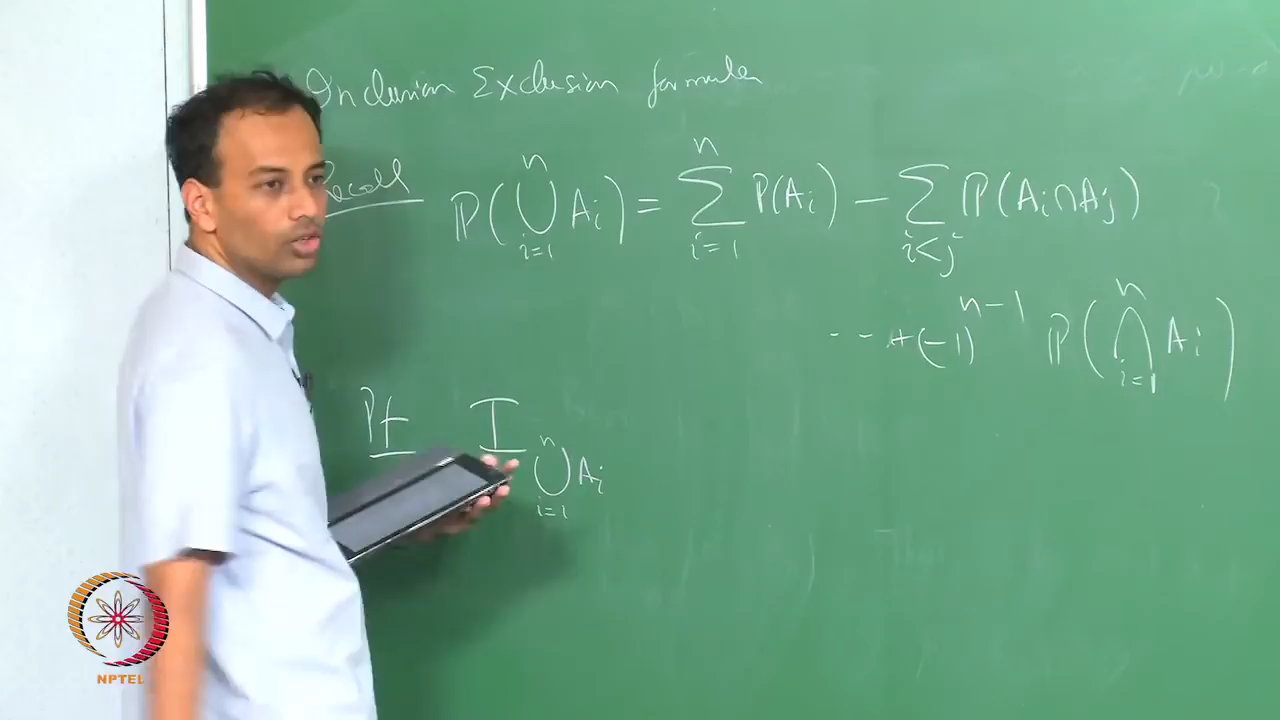 Inclusion Exclusion formula
Recall ℙ(⋃_{i=1}^{n} A_i) = ∑_{i=1}^{n} P(A_i) − ∑_{i<j} ℙ(A_i∩A_j)
--- +(-1)^{n-1} ℙ(⋂_{i=1}^{n} A_i)
Pf I_{⋃_{i=1}^{n} A_i}
NPTEL